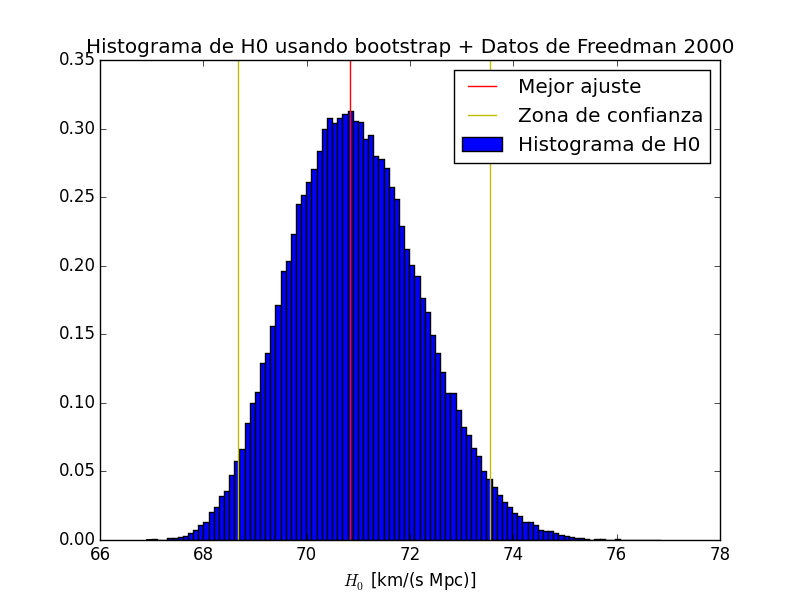 Histograma de H0 usando bootstrap + Datos de Freedman 2000
Mejor ajuste
Zona de confianza
Histograma de H0
0.35
0.30
0.25
0.20
0.15
0.10
0.05
0.00
66 68 70 72 74 76 78
H₀ [km/(s Mpc)]